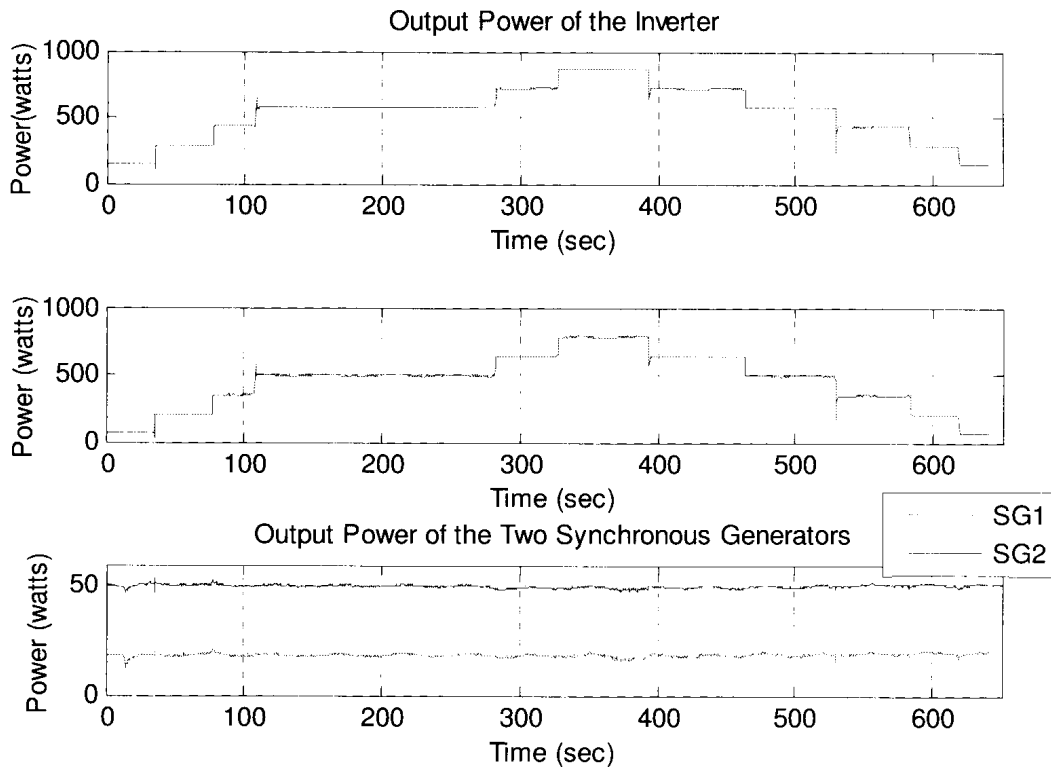 Output Power of the Inverter
Power(watts)
1000
500
0
0 100 200 300 400 500 600
Time (sec)
Power (watts)
1000
500
0
0 100 200 300 400 500 600
Time (sec)
SG1
SG2
Output Power of the Two Synchronous Generators
Power (watts)
50
0
0 100 200 300 400 500 600
Time (sec)